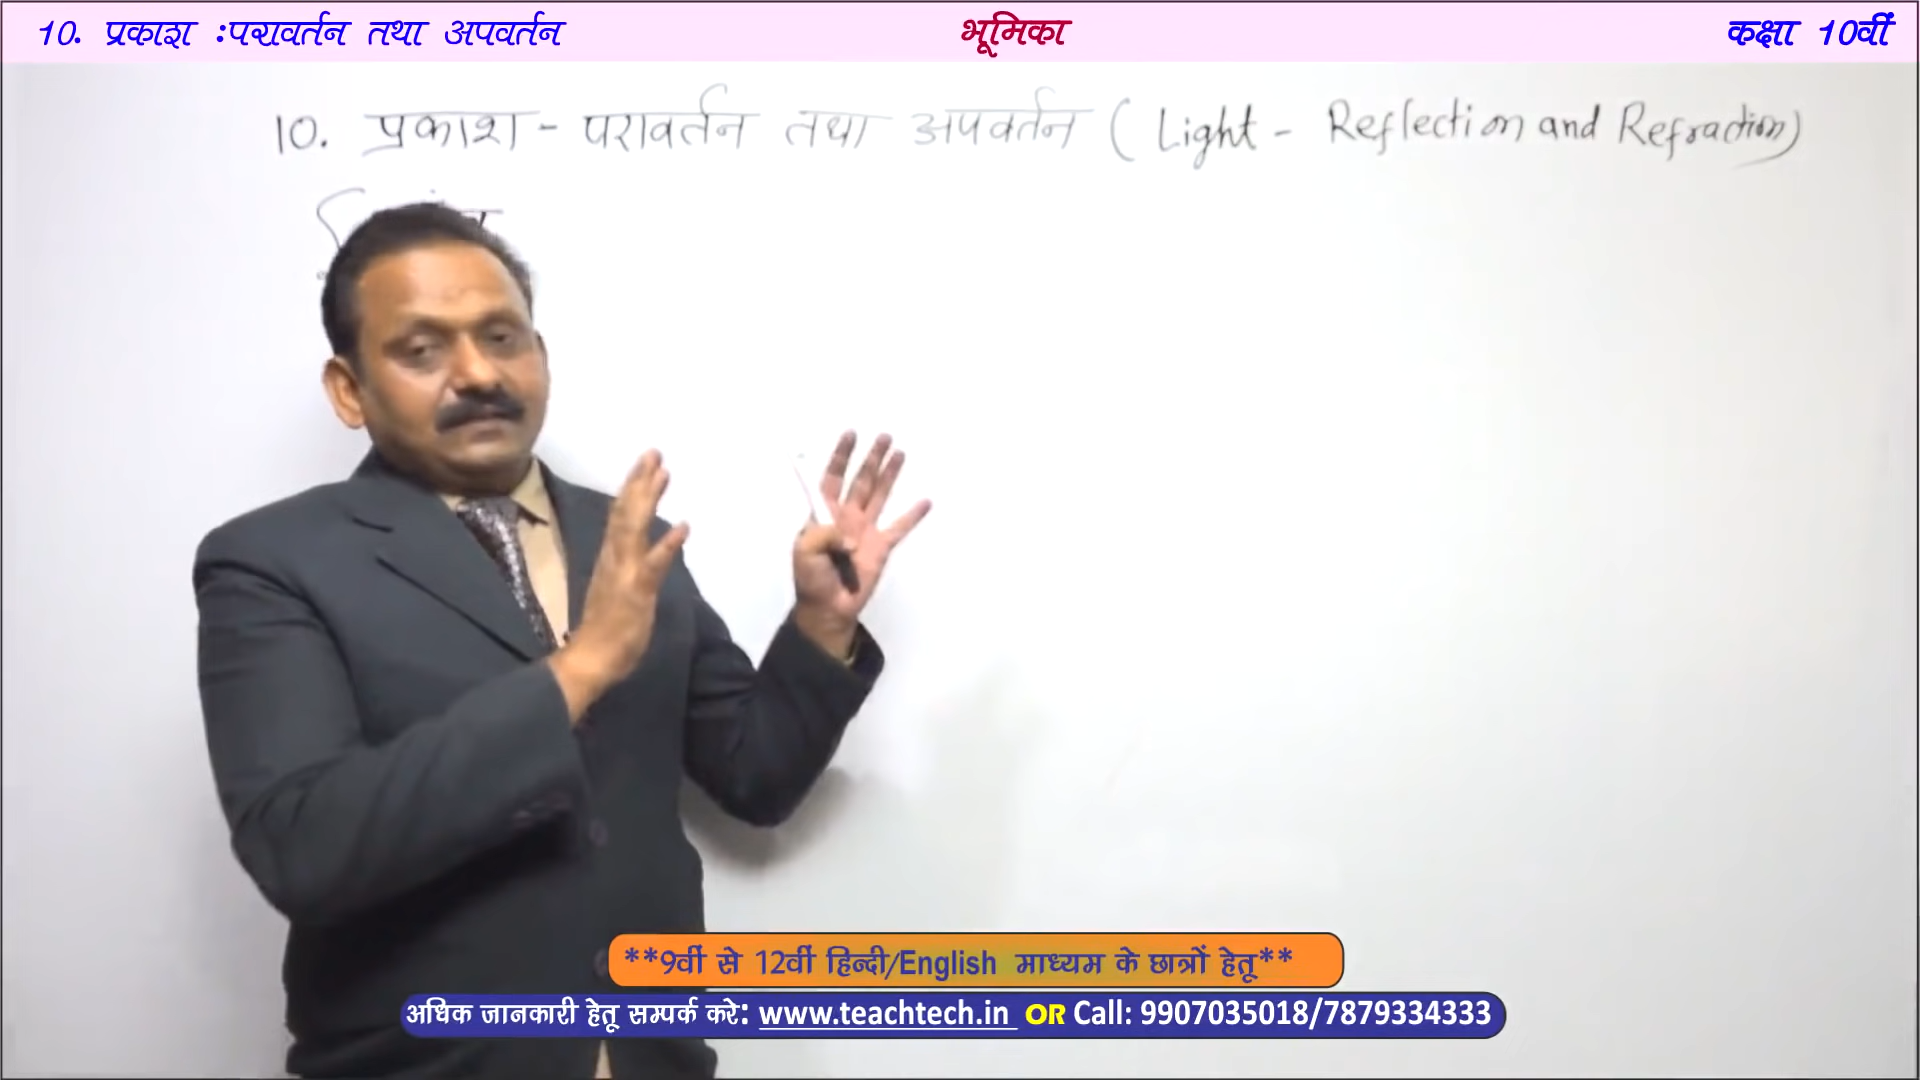 10. प्रकाश :परावर्तन तथा अपवर्तन
भूमिका
कक्षा 10वीं
10. प्रकाश - परावर्तन तथा अपवर्तन ( Light - Reflection and Refraction)
**9वीं से 12वीं हिन्दी/English माध्यम के छात्रों हेतू**
अधिक जानकारी हेतू सम्पर्क करे: www.teachtech.in OR Call: 9907035018/7879334333